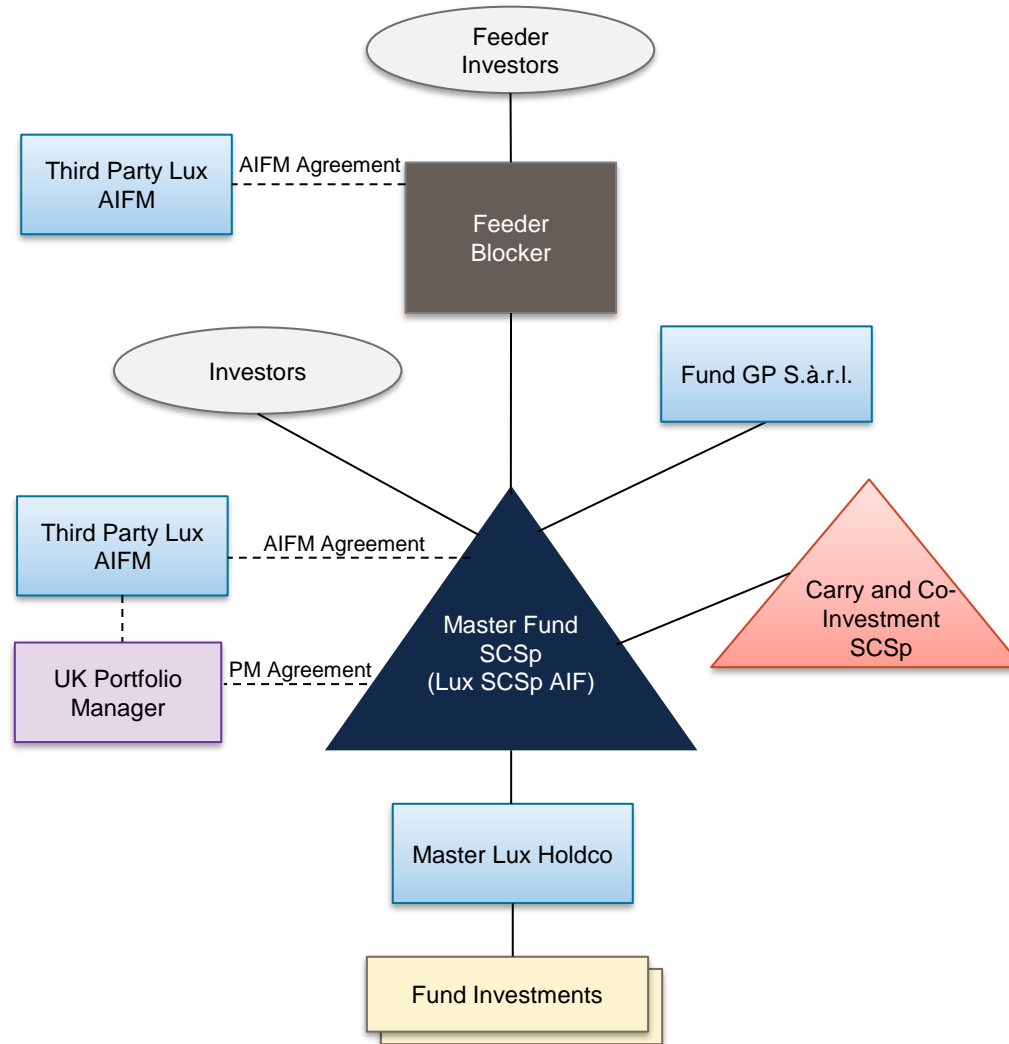 Feeder
Investors
Third Party Lux
AIFM
AIFM Agreement
Feeder
Blocker
Investors
Fund GP S.à.r.l.
Third Party Lux
AIFM
AIFM Agreement
Carry and Co-
Investment
SCSp
Master Fund
SCSp
(Lux SCSp AIF)
UK Portfolio
Manager
PM Agreement
Master Lux Holdco
Fund Investments